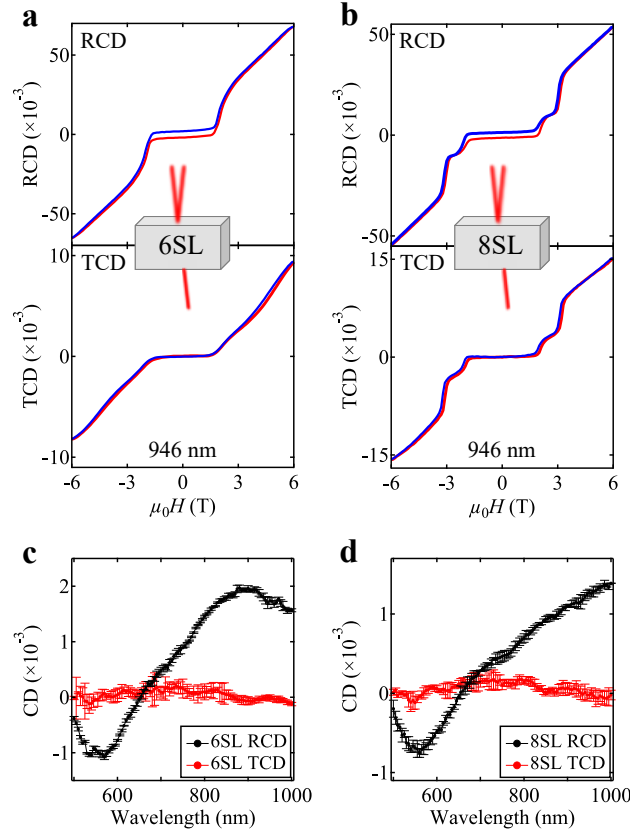 a
RCD
RCD (×10⁻³)
50
0
-50
6SL
TCD
TCD (×10⁻³)
10
0
-10
946 nm
-6 -3 0 3 6
μ₀H (T)
b
RCD
RCD (×10⁻³)
50
0
-50
8SL
TCD
TCD (×10⁻³)
15
0
-15
946 nm
-6 -3 0 3 6
μ₀H (T)
c
CD (×10⁻³)
2
1
0
-1
6SL RCD
6SL TCD
600 800 1000
Wavelength (nm)
d
CD (×10⁻³)
1
0
-1
8SL RCD
8SL TCD
600 800 1000
Wavelength (nm)